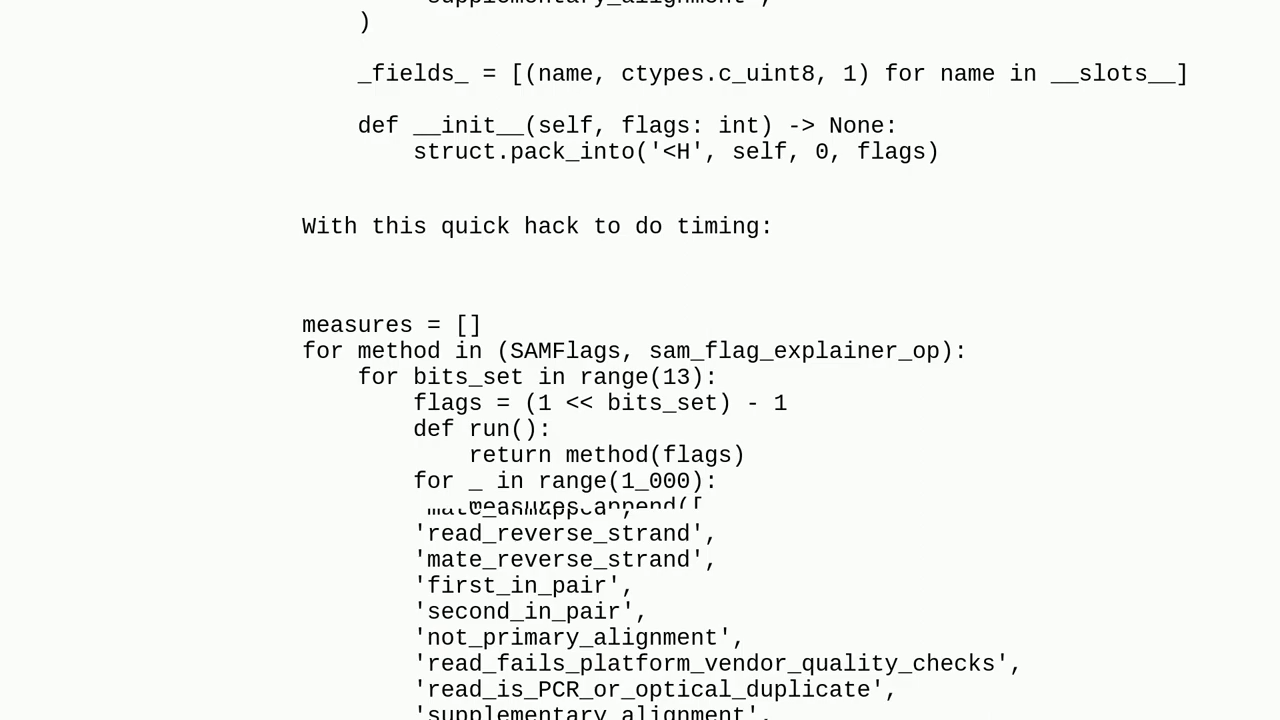 )
_fields_ = [(name, ctypes.c_uint8, 1) for name in __slots__]
def __init__(self, flags: int) -> None:
struct.pack_into('<H', self, 0, flags)
With this quick hack to do timing:
measures = []
for method in (SAMFlags, sam_flag_explainer_op):
for bits_set in range(13):
flags = (1 << bits_set) - 1
def run():
return method(flags)
for _ in range(1_000):
'read_reverse_strand',
'mate_reverse_strand',
'first_in_pair',
'second_in_pair',
'not_primary_alignment',
'read_fails_platform_vendor_quality_checks',
'read_is_PCR_or_optical_duplicate',
'supplementary_alignment',